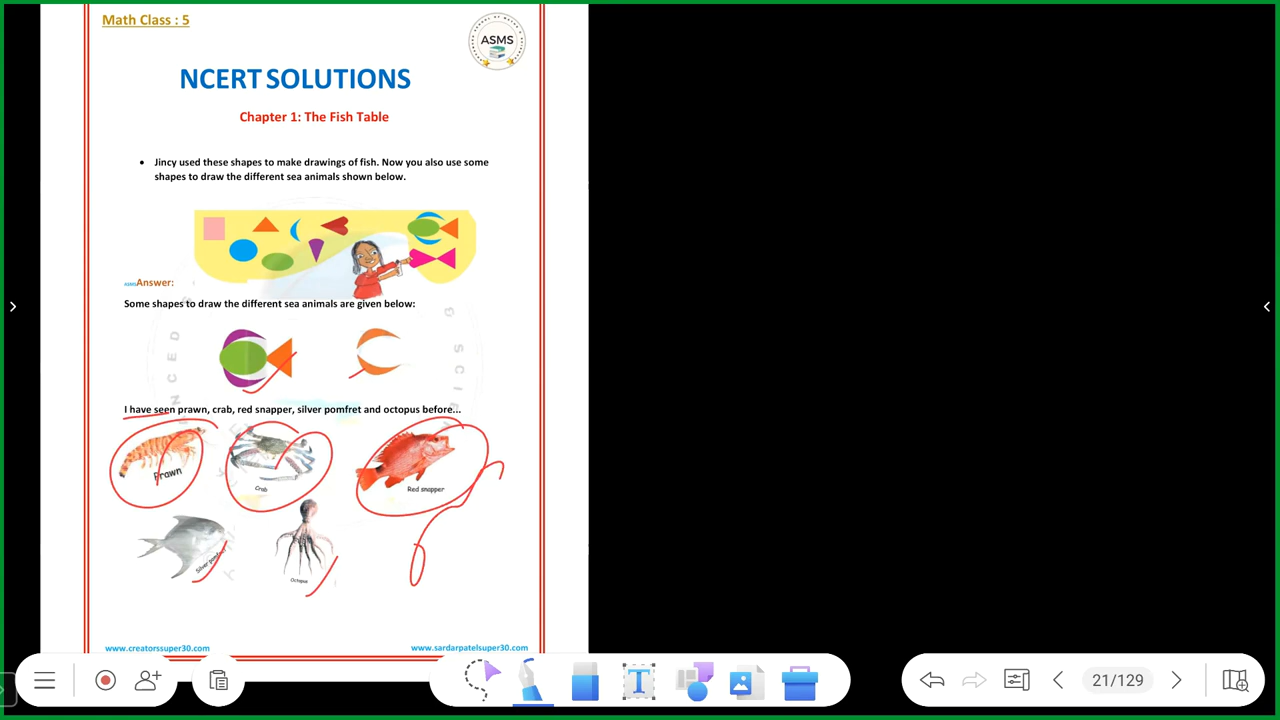 Math Class : 5
ASMS
NCERT SOLUTIONS
Chapter 1: The Fish Table
• Jincy used these shapes to make drawings of fish. Now you also use some
shapes to draw the different sea animals shown below.
Answer:
Some shapes to draw the different sea animals are given below:
I have seen prawn, crab, red snapper, silver pomfret and octopus before...
Prawn
Crab
Red snapper
Silver pomfret
Octopus
www.creatorssuper30.com
www.sardarpatelsuper30.com
T
21/129